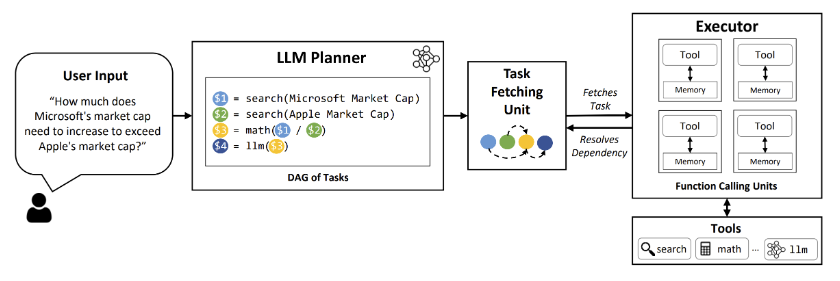 User Input
“How much does
Microsoft's market cap
need to increase to exceed
Apple's market cap?”
LLM Planner
$1 = search(Microsoft Market Cap)
$2 = search(Apple Market Cap)
$3 = math($1 / $2)
$4 = llm($3)
DAG of Tasks
Task
Fetching
Unit
Fetches
Task
Resolves
Dependency
Executor
Tool
Memory
Tool
Memory
Tool
Memory
Tool
Memory
Function Calling Units
Tools
search
math
...
llm